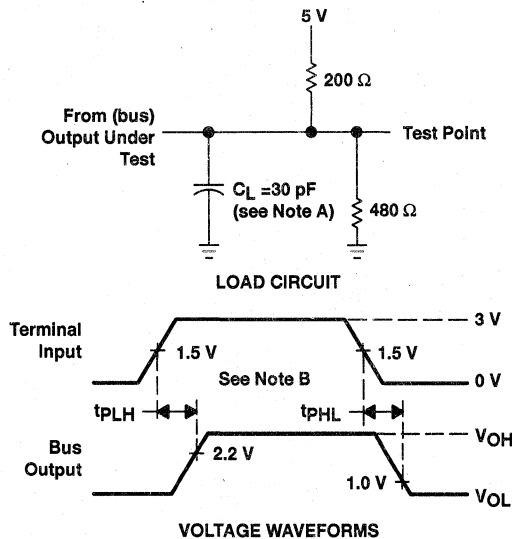 5 V
200 Ω
From (bus)
Output Under
Test
Test Point
C_L =30 pF
(see Note A)
480 Ω
LOAD CIRCUIT
Terminal
Input
3 V
1.5 V
1.5 V
0 V
See Note B
tPLH
tPHL
Bus
Output
VOH
2.2 V
1.0 V
VOL
VOLTAGE WAVEFORMS